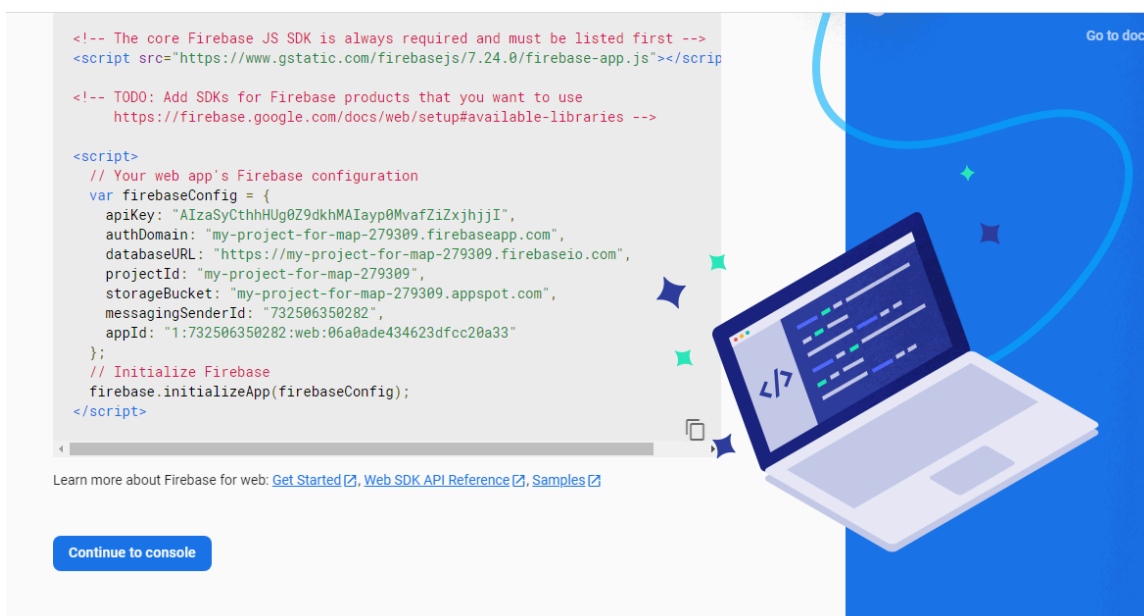 <!-- The core Firebase JS SDK is always required and must be listed first -->
<script src="https://www.gstatic.com/firebasejs/7.24.0/firebase-app.js"></scrip
Go to doc
<!-- TODO: Add SDKs for Firebase products that you want to use
https://firebase.google.com/docs/web/setup#available-libraries -->
<script>
// Your web app's Firebase configuration
var firebaseConfig = {
apiKey: "AIzaSyCthhHUg0Z9dkhMAIayp0MvafZiZxjhjjI",
authDomain: "my-project-for-map-279309.firebaseapp.com",
databaseURL: "https://my-project-for-map-279309.firebaseio.com",
projectId: "my-project-for-map-279309",
storageBucket: "my-project-for-map-279309.appspot.com",
messagingSenderId: "732506350282",
appId: "1:732506350282:web:06a0ade434623dfcc20a33"
};
// Initialize Firebase
firebase.initializeApp(firebaseConfig);
</script>
</>
Learn more about Firebase for web: Get Started, Web SDK API Reference, Samples
Continue to console